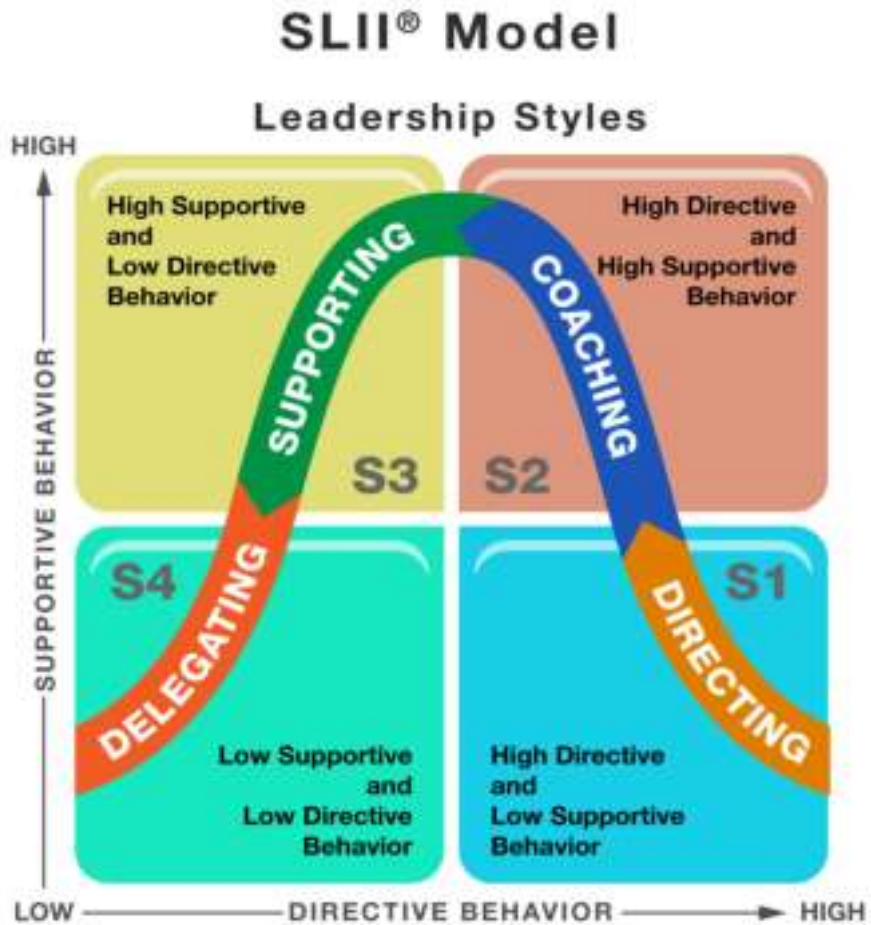 SLII® Model
Leadership Styles
HIGH
High Supportive
and
Low Directive
Behavior
High Directive
and
High Supportive
Behavior
SUPPORTING
COACHING
S3
S2
SUPPORTIVE BEHAVIOR
S4
S1
DELEGATING
DIRECTING
Low Supportive
and
Low Directive
Behavior
High Directive
and
Low Supportive
Behavior
LOW
DIRECTIVE BEHAVIOR
HIGH